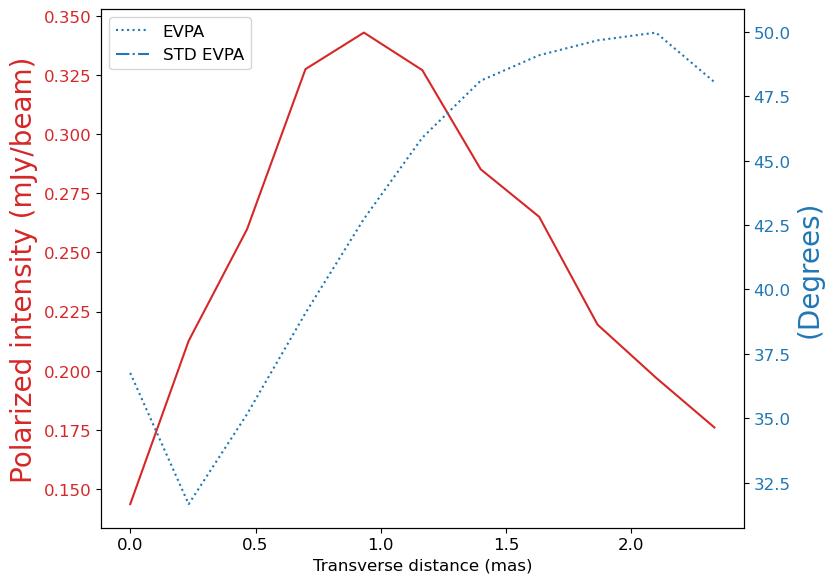 EVPA
STD EVPA
Polarized intensity (mJy/beam)
0.350
0.325
0.300
0.275
0.250
0.225
0.200
0.175
0.150
50.0
47.5
45.0
42.5
40.0
37.5
35.0
32.5
(Degrees)
0.0 0.5 1.0 1.5 2.0
Transverse distance (mas)